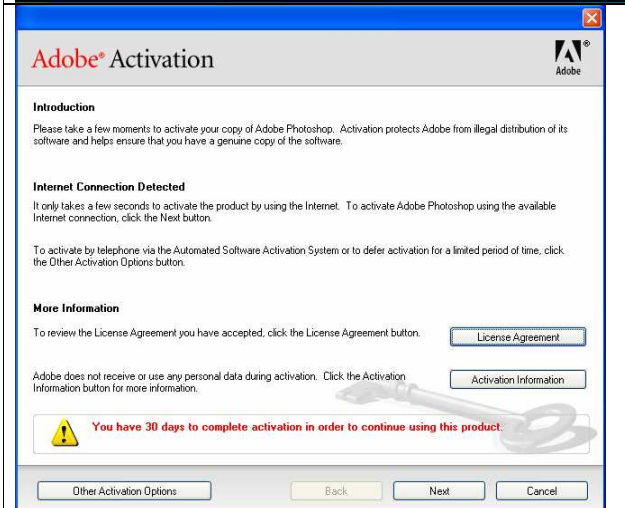 Adobe® Activation
Adobe
®
Introduction
Please take a few moments to activate your copy of Adobe Photoshop. Activation protects Adobe from illegal distribution of its
software and helps ensure that you have a genuine copy of the software.
Internet Connection Detected
It only takes a few seconds to activate the product by using the Internet. To activate Adobe Photoshop using the available
Internet connection, click the Next button.
To activate by telephone via the Automated Software Activation System or to defer activation for a limited period of time, click
the Other Activation Options button.
More Information
To review the License Agreement you have accepted, click the License Agreement button.
License Agreement
Adobe does not receive or use any personal data during activation. Click the Activation
Information button for more information.
Activation Information
You have 30 days to complete activation in order to continue using this product.
Other Activation Options
Back
Next
Cancel